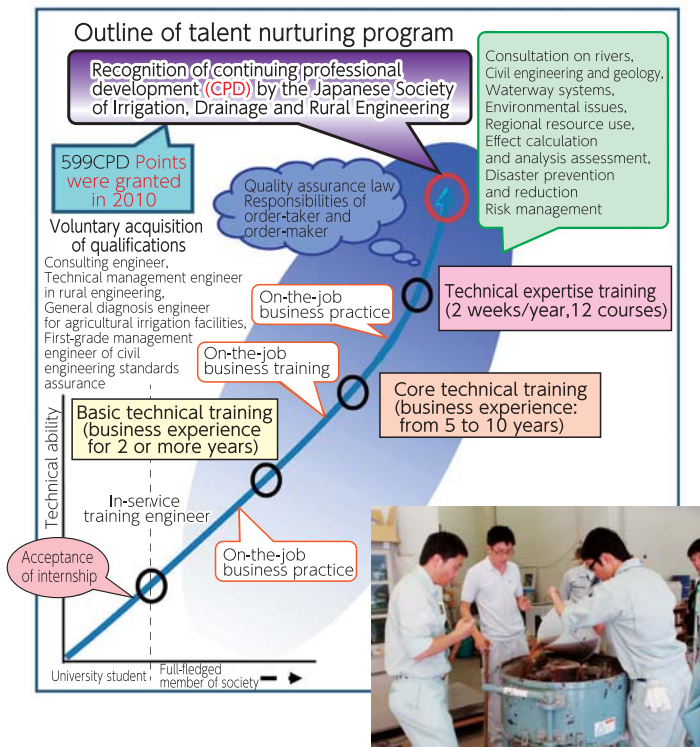 Outline of talent nurturing program
Recognition of continuing professional
development (CPD) by the Japanese Society
of Irrigation, Drainage and Rural Engineering
Consultation on rivers,
Civil engineering and geology,
Waterway systems,
Environmental issues,
Regional resource use,
Effect calculation
and analysis assessment,
Disaster prevention
and reduction
Risk management
599CPD Points
were granted
in 2010
Quality assurance law
Responsibilities of
order-taker and
order-maker
Voluntary acquisition
of qualifications
Consulting engineer,
Technical management engineer
in rural engineering,
General diagnosis engineer
for agricultural irrigation facilities,
First-grade management
engineer of civil
engineering standards
assurance
On-the-job
business practice
Technical expertise training
(2 weeks/year,12 courses)
On-the-job
business training
Core technical training
(business experience:
from 5 to 10 years)
Basic technical training
(business experience
for 2 or more years)
Technical ability
In-service
training engineer
On-the-job
business practice
Acceptance
of internship
University student
Full-fledged
member of society